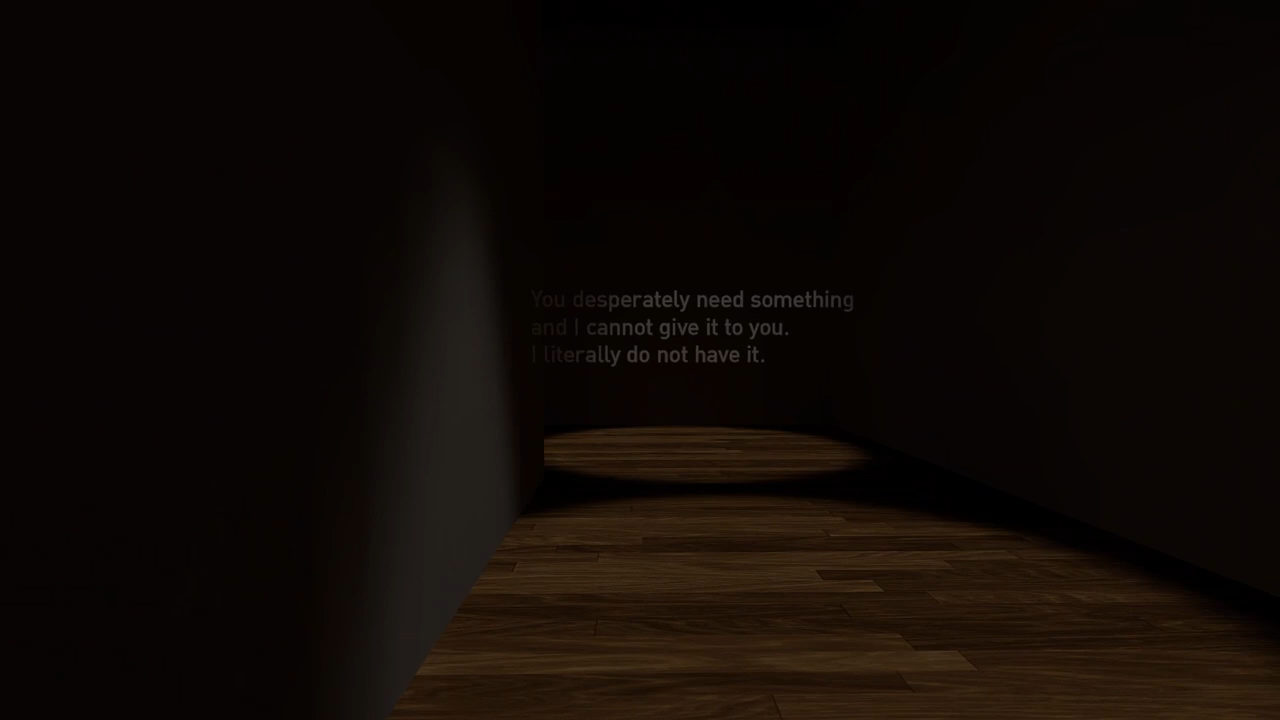 You desperately need something
and I cannot give it to you.
I literally do not have it.